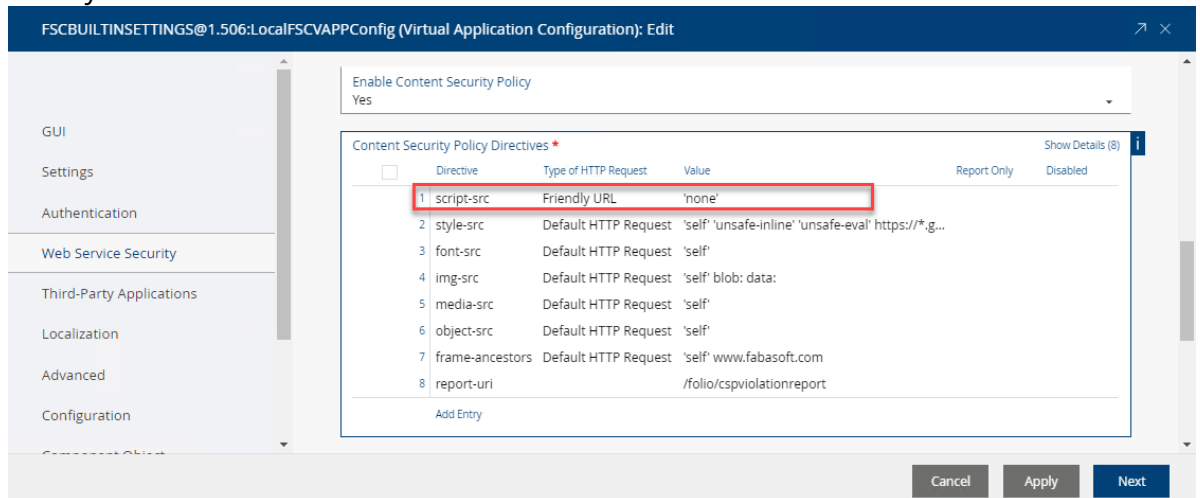 FSCBUILTINSETTINGS@1.506:LocalFSCVAPPConfig (Virtual Application Configuration): Edit
GUI
Settings
Authentication
Web Service Security
Third-Party Applications
Localization
Advanced
Configuration
Enable Content Security Policy
Yes
Content Security Policy Directives * Show Details (8) i
Directive Type of HTTP Request Value Report Only Disabled
1 script-src Friendly URL 'none'
2 style-src Default HTTP Request 'self' 'unsafe-inline' 'unsafe-eval' https://*.g...
3 font-src Default HTTP Request 'self'
4 img-src Default HTTP Request 'self' blob: data:
5 media-src Default HTTP Request 'self'
6 object-src Default HTTP Request 'self'
7 frame-ancestors Default HTTP Request 'self' www.fabasoft.com
8 report-uri /folio/cspviolationreport
Add Entry
Cancel Apply Next